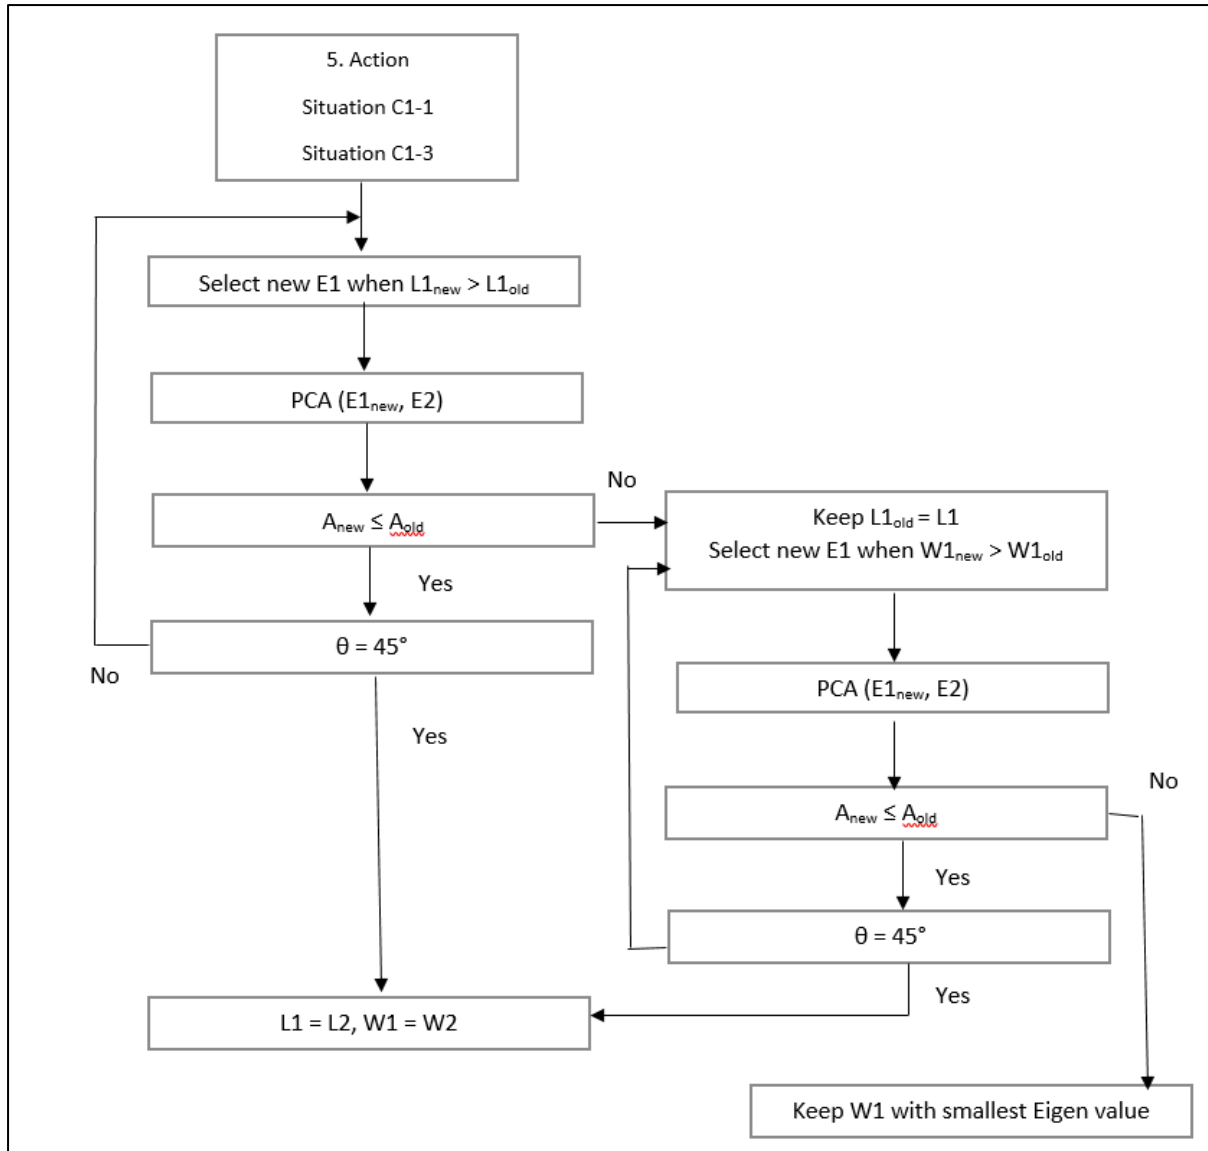 5. Action
Situation C1-1
Situation C1-3
Select new E1 when L1new > L1old
PCA (E1new, E2)
Anew ≤ Aold
No
Yes
θ = 45°
No
Yes
Keep L1old = L1
Select new E1 when W1new > W1old
PCA (E1new, E2)
Anew ≤ Aold
No
Yes
θ = 45°
Yes
L1 = L2, W1 = W2
Keep W1 with smallest Eigen value